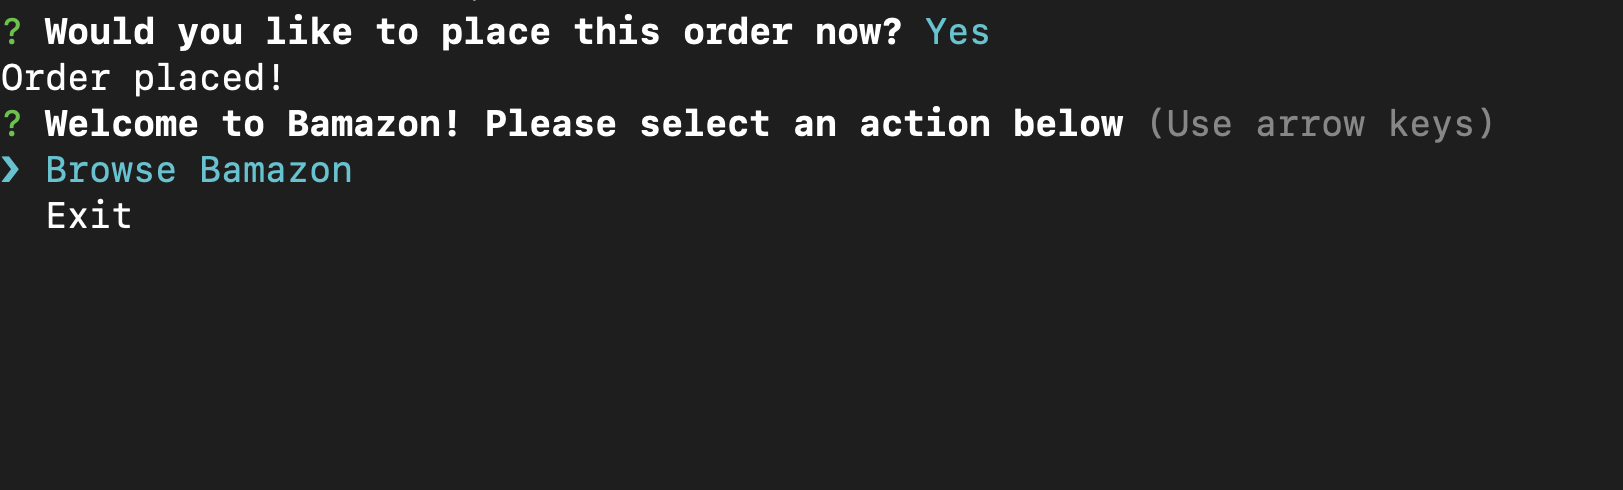 ? Would you like to place this order now? Yes
Order placed!
? Welcome to Bamazon! Please select an action below (Use arrow keys)
❯ Browse Bamazon
  Exit